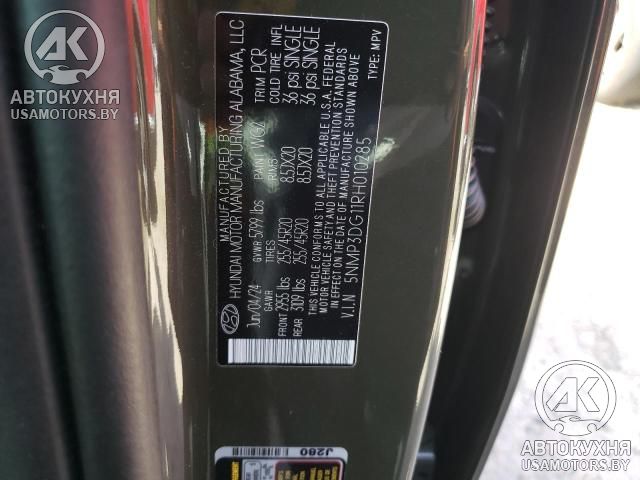 АВТОКУХНЯ
USAMOTORS.BY
MANUFACTURED BY
HYUNDAI MOTOR MANUFACTURING ALABAMA, LLC
Jun/04/24 GVWR 5799 lbs PAINT WGZ TRIM PCR
GAWR TIRES RIMS COLD TIRE INFL
FRONT 2955 lbs 255/45R20 8.5JX20 36 psi SINGLE
REAR 3109 lbs 255/45R20 8.5JX20 36 psi SINGLE
THIS VEHICLE CONFORMS TO ALL APPLICABLE U.S.A. FEDERAL
MOTOR VEHICLE SAFETY AND THEFT PREVENTION STANDARDS
IN EFFECT ON THE DATE OF MANUFACTURE SHOWN ABOVE
V.I.N 5NMP3DG11RH010285 TYPE: MPV
J280
АВТОКУХНЯ
USAMOTORS.BY